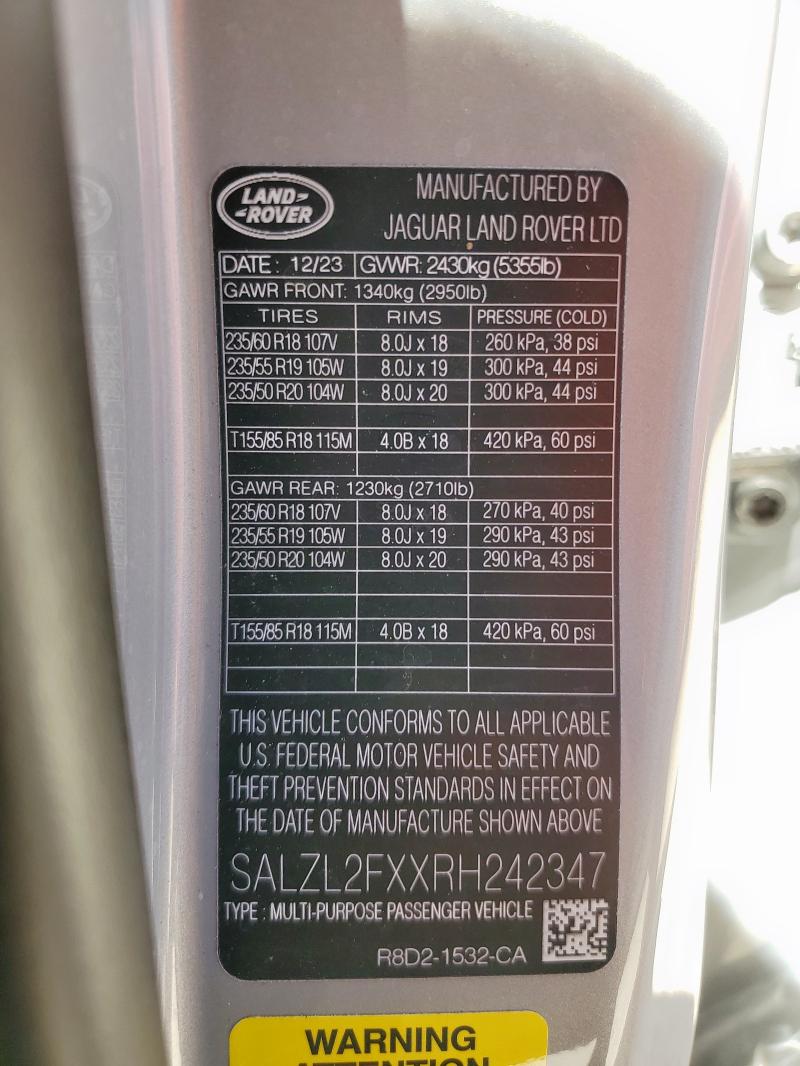 LAND-
-ROVER
MANUFACTURED BY
JAGUAR LAND ROVER LTD
DATE: 12/23 GVWR: 2430kg (5355lb)
GAWR FRONT: 1340kg (2950lb)
TIRES RIMS PRESSURE (COLD)
235/60 R18 107V 8.0J x 18 260 kPa, 38 psi
235/55 R19 105W 8.0J x 19 300 kPa, 44 psi
235/50 R20 104W 8.0J x 20 300 kPa, 44 psi
T155/85 R18 115M 4.0B x 18 420 kPa, 60 psi
GAWR REAR: 1230kg (2710lb)
235/60 R18 107V 8.0J x 18 270 kPa, 40 psi
235/55 R19 105W 8.0J x 19 290 kPa, 43 psi
235/50 R20 104W 8.0J x 20 290 kPa, 43 psi
T155/85 R18 115M 4.0B x 18 420 kPa, 60 psi
THIS VEHICLE CONFORMS TO ALL APPLICABLE
U.S. FEDERAL MOTOR VEHICLE SAFETY AND
THEFT PREVENTION STANDARDS IN EFFECT ON
THE DATE OF MANUFACTURE SHOWN ABOVE
SALZL2FXXRH242347
TYPE : MULTI-PURPOSE PASSENGER VEHICLE
R8D2-1532-CA
WARNING
ATTENTION